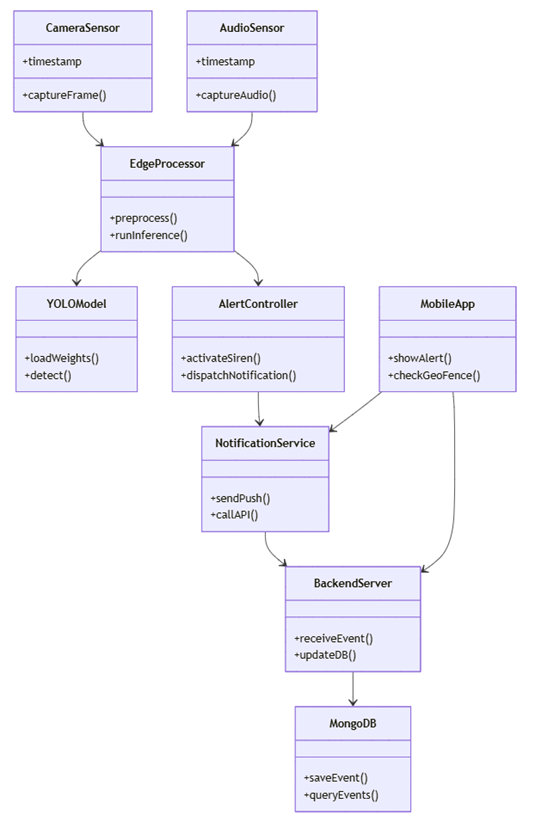 CameraSensor
+timestamp
+captureFrame()
AudioSensor
+timestamp
+captureAudio()
EdgeProcessor
+preprocess()
+runInference()
YOLOModel
+loadWeights()
+detect()
AlertController
+activateSiren()
+dispatchNotification()
MobileApp
+showAlert()
+checkGeoFence()
NotificationService
+sendPush()
+callAPI()
BackendServer
+receiveEvent()
+updateDB()
MongoDB
+saveEvent()
+queryEvents()